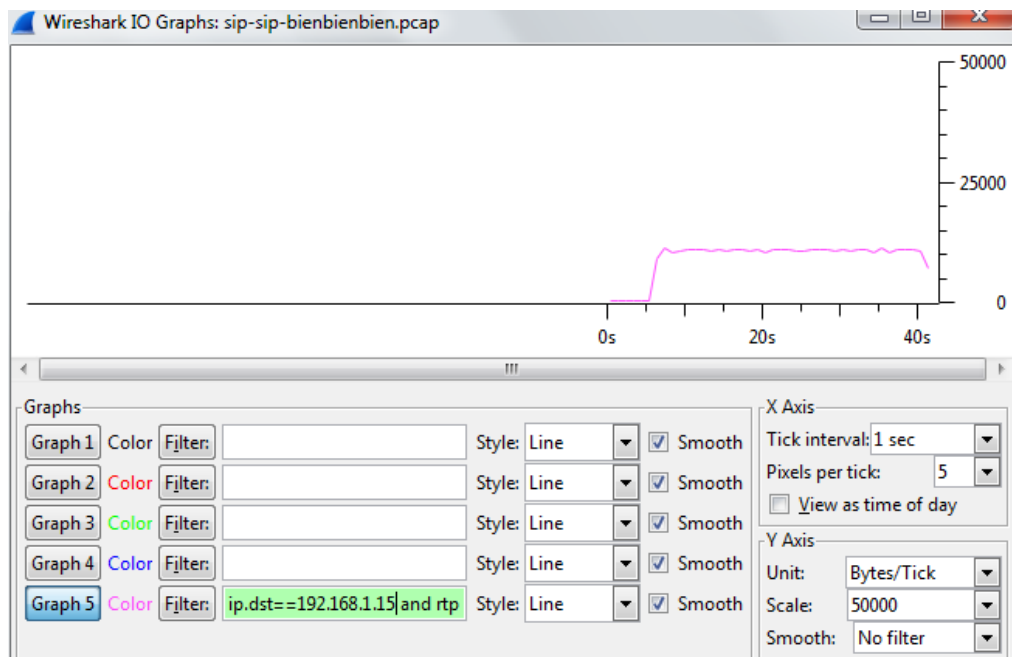 Wireshark IO Graphs: sip-sip-bienbienbien.pcap
50000
25000
0
0s 20s 40s
Graphs
Graph 1 Color Filter: Style: Line Smooth
Graph 2 Color Filter: Style: Line Smooth
Graph 3 Color Filter: Style: Line Smooth
Graph 4 Color Filter: Style: Line Smooth
Graph 5 Color Filter: ip.dst==192.168.1.15 and rtp Style: Line Smooth
X Axis
Tick interval: 1 sec
Pixels per tick: 5
View as time of day
Y Axis
Unit: Bytes/Tick
Scale: 50000
Smooth: No filter